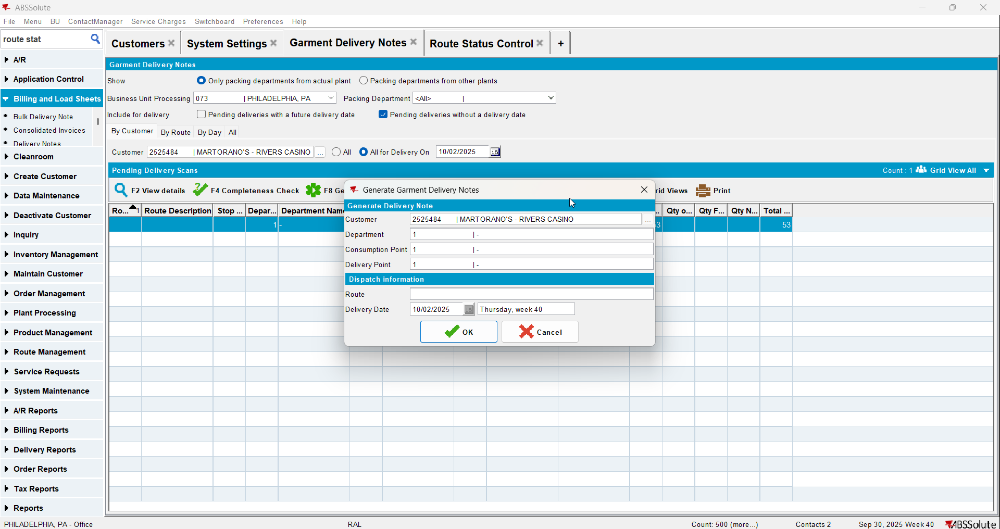 ABSSolute
File Menu BU ContactManager Service Charges Switchboard Preferences Help
route stat
Customers System Settings Garment Delivery Notes Route Status Control +
A/R
Application Control
Billing and Load Sheets
Bulk Delivery Note
Consolidated Invoices
Delivery Notes
Cleanroom
Create Customer
Data Maintenance
Deactivate Customer
Inquiry
Inventory Management
Maintain Customer
Order Management
Plant Processing
Product Management
Route Management
Service Requests
System Maintenance
A/R Reports
Billing Reports
Delivery Reports
Order Reports
Tax Reports
Reports
Garment Delivery Notes
Show Only packing departments from actual plant Packing departments from other plants
Business Unit Processing 073 | PHILADELPHIA, PA Packing Department <All> |
Include for delivery Pending deliveries with a future delivery date Pending deliveries without a delivery date
By Customer By Route By Day All
Customer 2525484 | MARTORANO'S - RIVERS CASINO ... All All for Delivery On 10/02/2025 16
Pending Delivery Scans Count : 1 Grid View All
F2 View details F4 Completeness Check F8 Ge rid Views Print
Ro... 1 Route Description Stop ... Depar... Department Nam .. Qty o... Qty F... Qty N... Total ...
1 - 3 53
Generate Garment Delivery Notes
Generate Delivery Note
Customer 2525484 | MARTORANO'S - RIVERS CASINO ...
Department 1 | -
Consumption Point 1 | -
Delivery Point 1 | -
Dispatch information
Route
Delivery Date 10/02/2025 16 Thursday, week 40
OK Cancel
PHILADELPHIA, PA - Office RAL Count: 500 (more...) Contacts 2 Sep 30, 2025 Week 40 ABSSolute